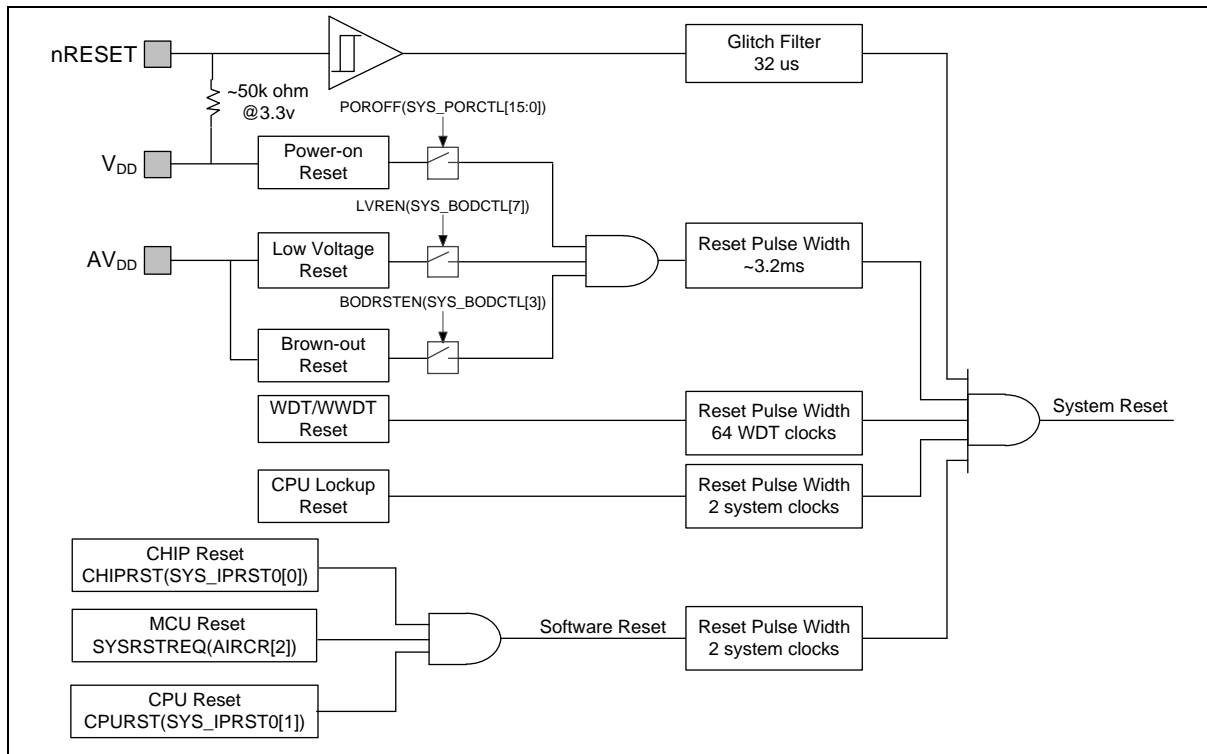 nRESET
~50k ohm
@3.3v
Glitch Filter
32 us
POROFF(SYS_PORCTL[15:0])
VDD
Power-on
Reset
LVREN(SYS_BODCTL[7])
AVDD
Low Voltage
Reset
Reset Pulse Width
~3.2ms
BODRSTEN(SYS_BODCTL[3])
Brown-out
Reset
WDT/WWDT
Reset
Reset Pulse Width
64 WDT clocks
System Reset
CPU Lockup
Reset
Reset Pulse Width
2 system clocks
CHIP Reset
CHIPRST(SYS_IPRST0[0])
MCU Reset
SYSRSTREQ(AIRCR[2])
Software Reset
Reset Pulse Width
2 system clocks
CPU Reset
CPURST(SYS_IPRST0[1])